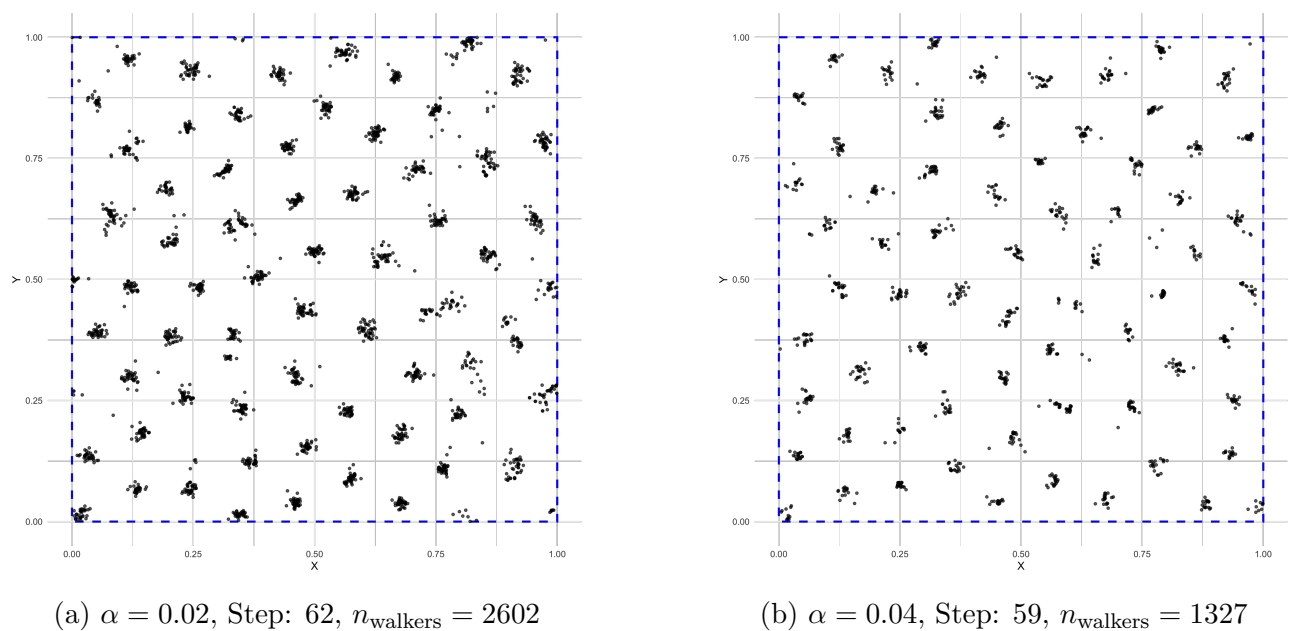 1.00
0.75
0.50
0.25
0.00
Y
0.00 0.25 0.50 0.75 1.00
X
(a) α = 0.02, Step: 62, n_walkers = 2602
1.00
0.75
0.50
0.25
0.00
Y
0.00 0.25 0.50 0.75 1.00
X
(b) α = 0.04, Step: 59, n_walkers = 1327